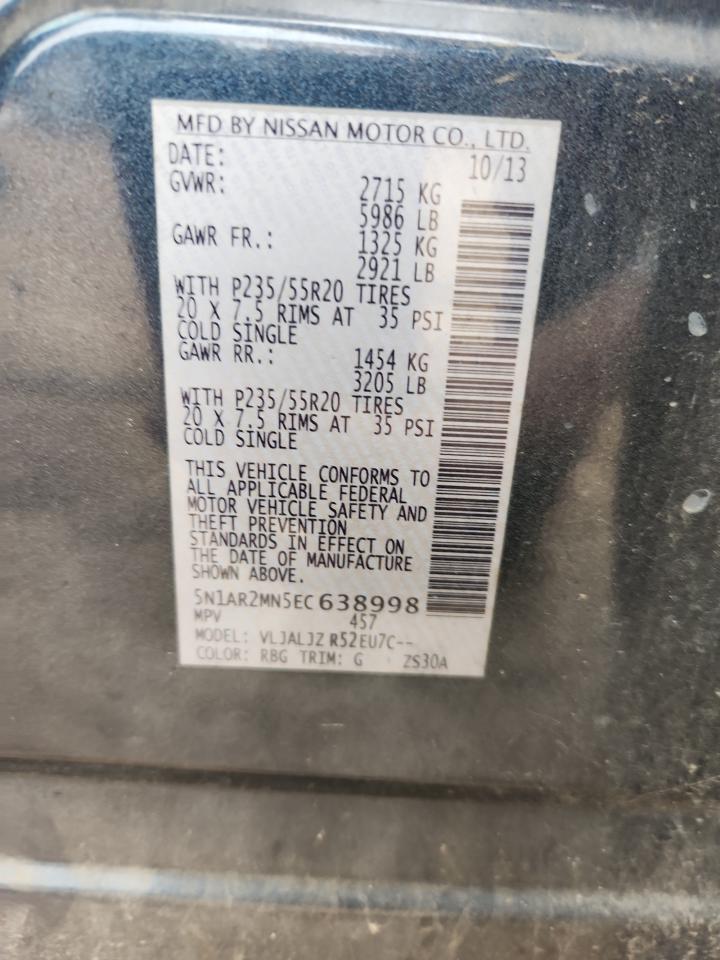 MFD BY NISSAN MOTOR CO., LTD.
DATE: 10/13
GVWR: 2715 KG
5986 LB
GAWR FR.: 1325 KG
2921 LB
WITH P235/55R20 TIRES
20 X 7.5 RIMS AT 35 PSI
COLD SINGLE
GAWR RR.: 1454 KG
3205 LB
WITH P235/55R20 TIRES
20 X 7.5 RIMS AT 35 PSI
COLD SINGLE
THIS VEHICLE CONFORMS TO
ALL APPLICABLE FEDERAL
MOTOR VEHICLE SAFETY AND
THEFT PREVENTION
STANDARDS IN EFFECT ON
THE DATE OF MANUFACTURE
SHOWN ABOVE.
5N1AR2MN5EC638998
MPV 457
MODEL: VLJALJZ R52EU7C--
COLOR: RBG TRIM: G ZS30A